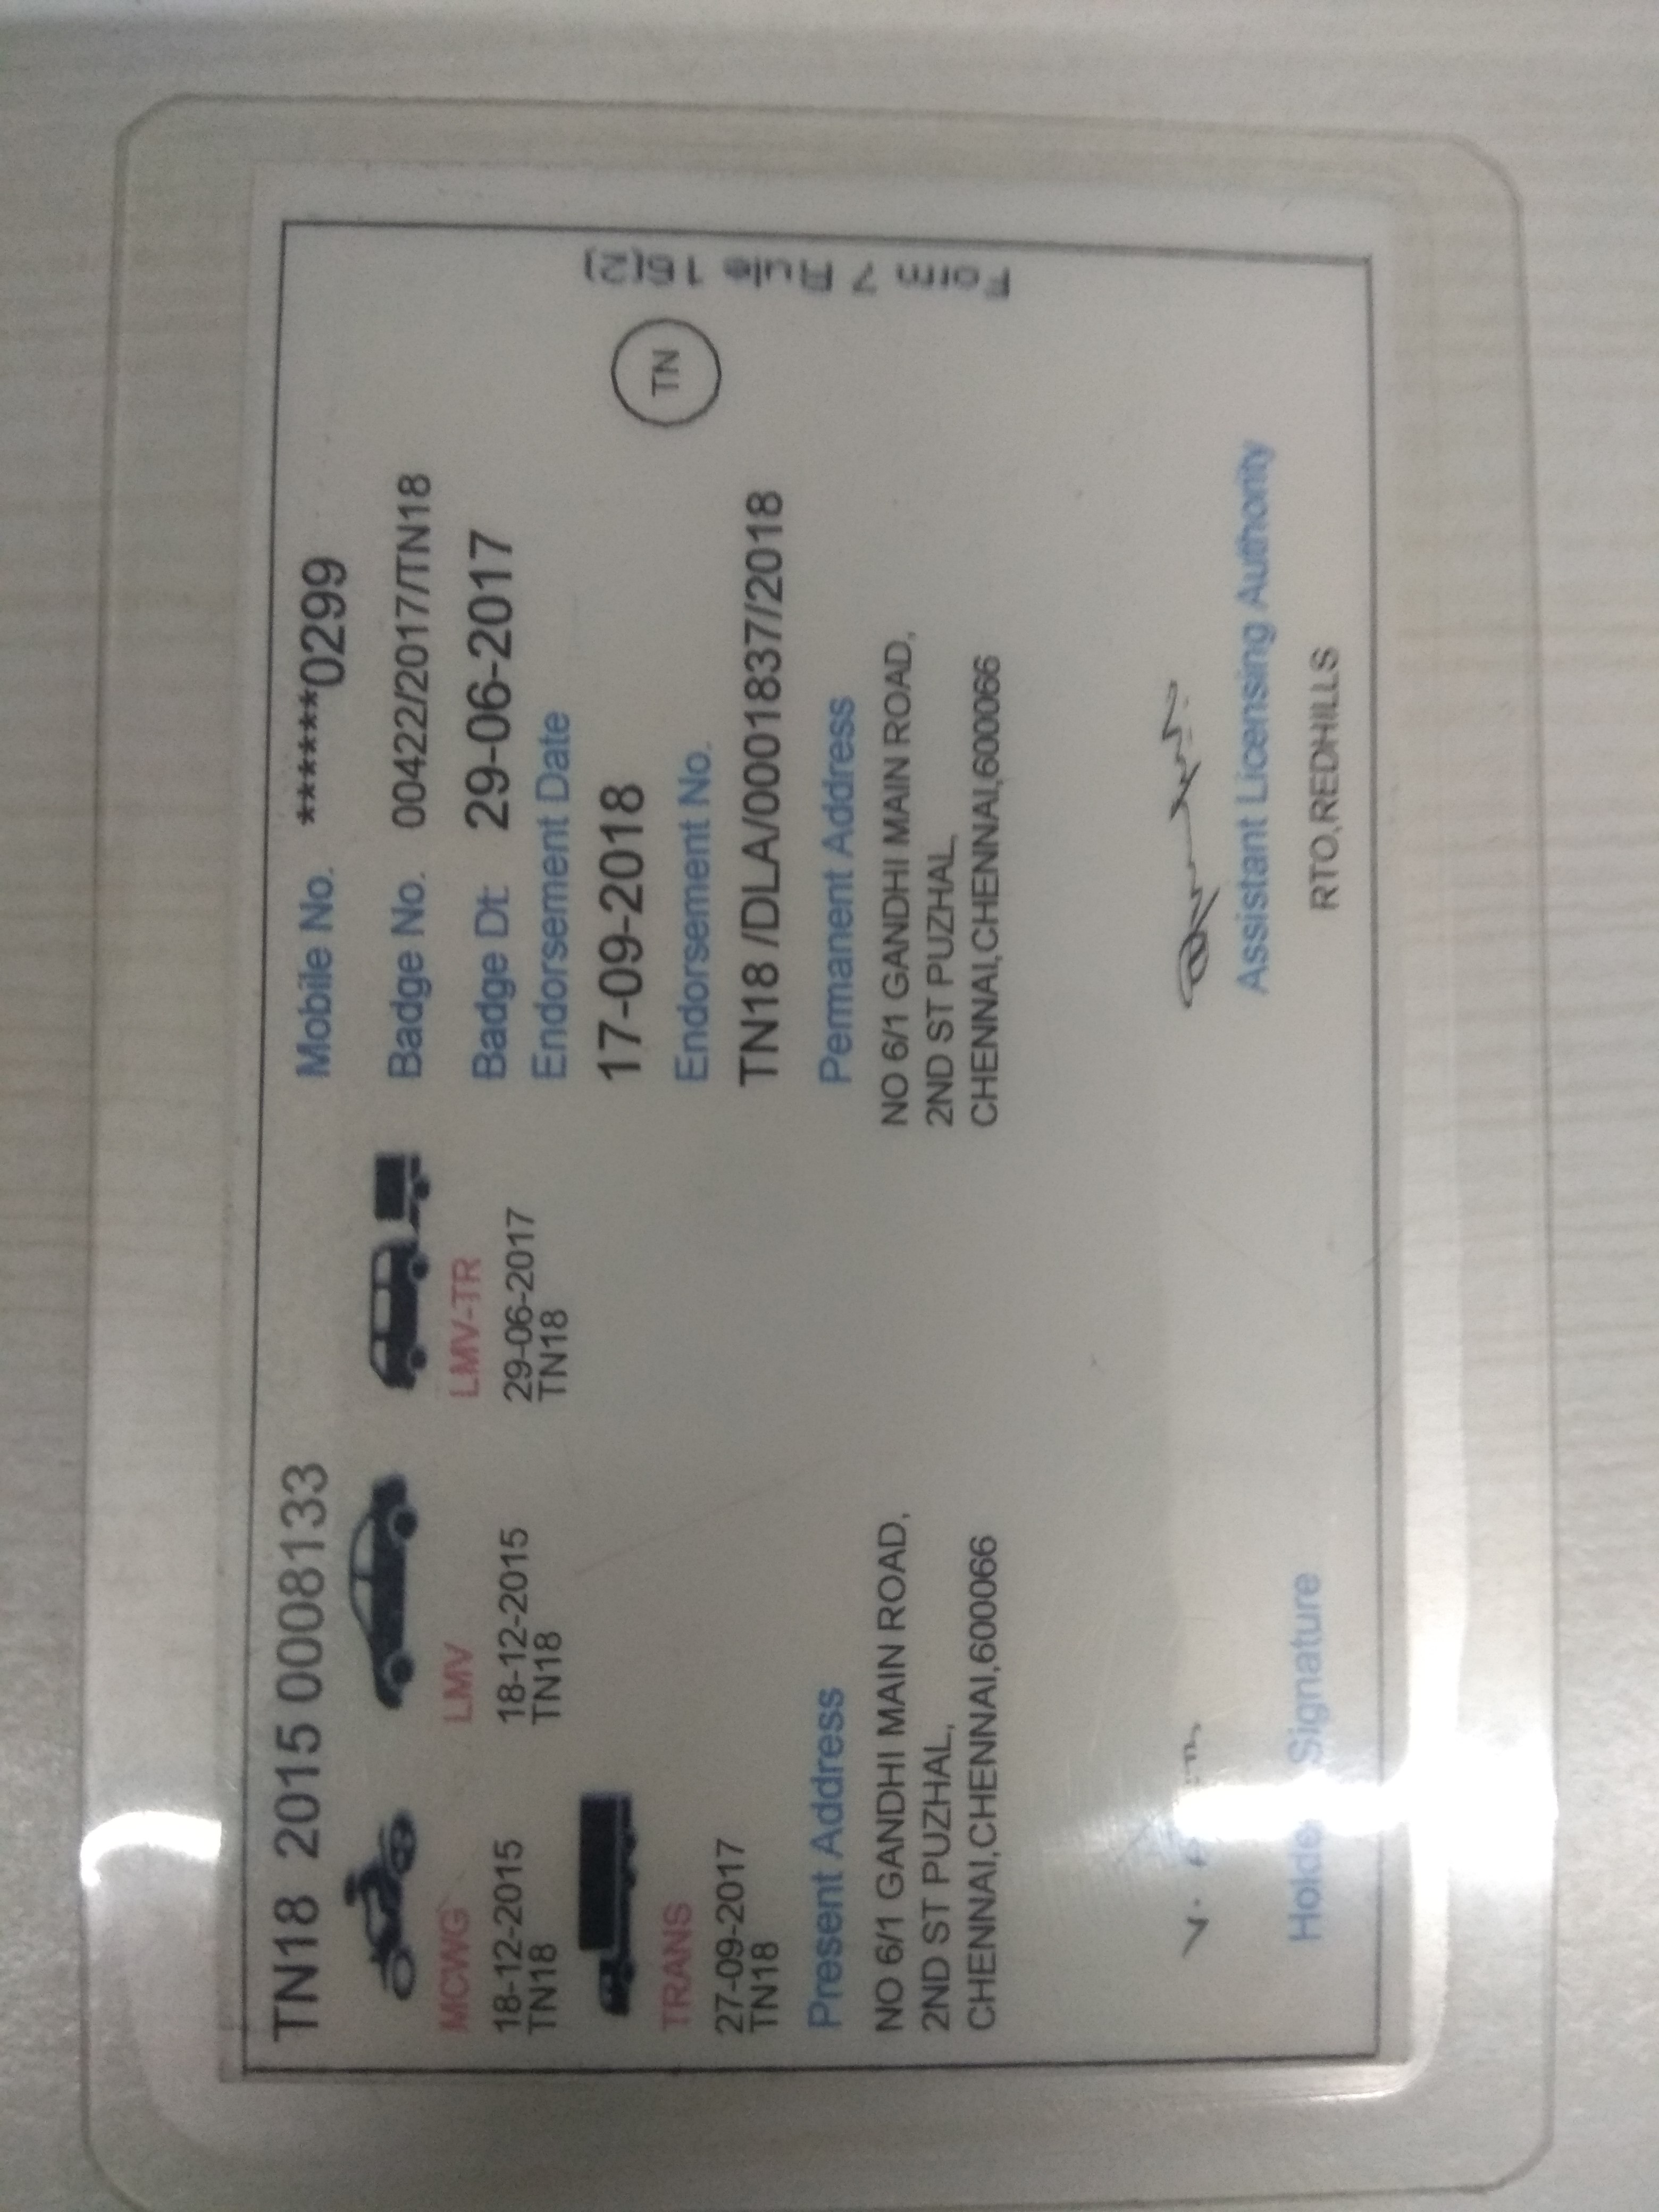 TN18 2015 0008133
MCWG
18-12-2015
TN18
LMV
18-12-2015
TN18
LMV-TR
29-06-2017
TN18
TRANS
27-09-2017
TN18
Mobile No. ******0299
Badge No. 00422/2017/TN18
Badge Dt 29-06-2017
Endorsement Date
17-09-2018
Endorsement No.
TN18 /DLA/0001837/2018
TN
Form 7 Rule 16(2)
Present Address
NO 6/1 GANDHI MAIN ROAD,
2ND ST PUZHAL,
CHENNAI,CHENNAI,600066
Permanent Address
NO 6/1 GANDHI MAIN ROAD,
2ND ST PUZHAL,
CHENNAI,CHENNAI,600066
Signature
Assistant Licensing Authority
RTO,REDHILLS